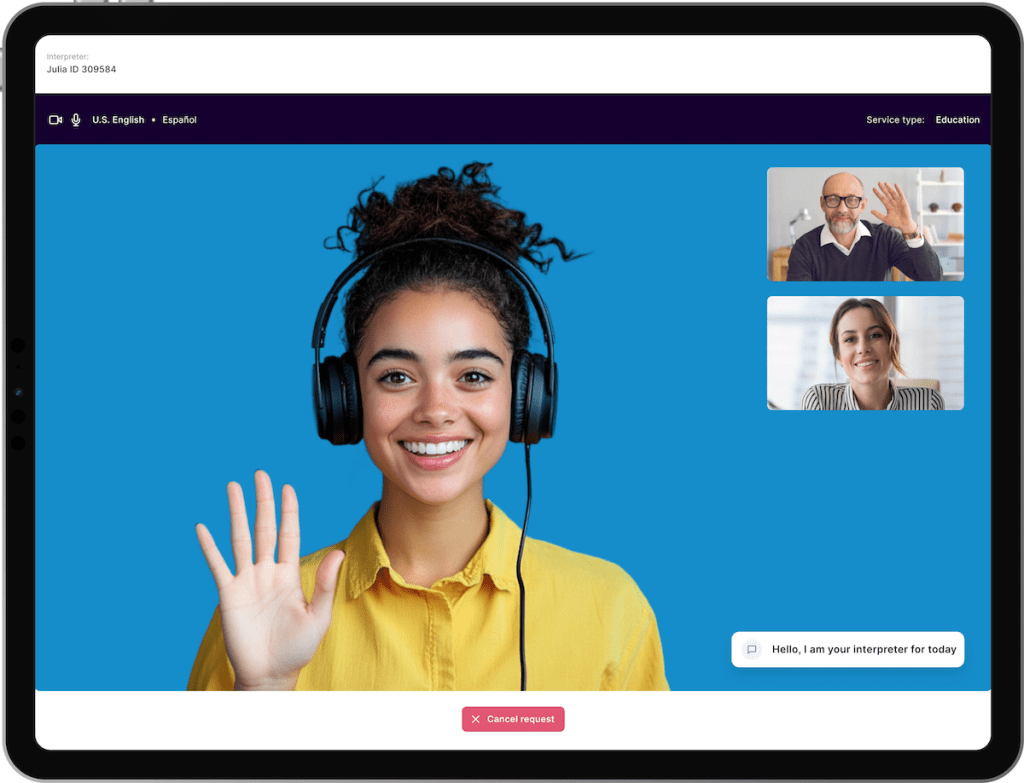 Interpreter:
Julia ID 309584
U.S. English • Español
Service type: Education
Hello, I am your interpreter for today
Cancel request